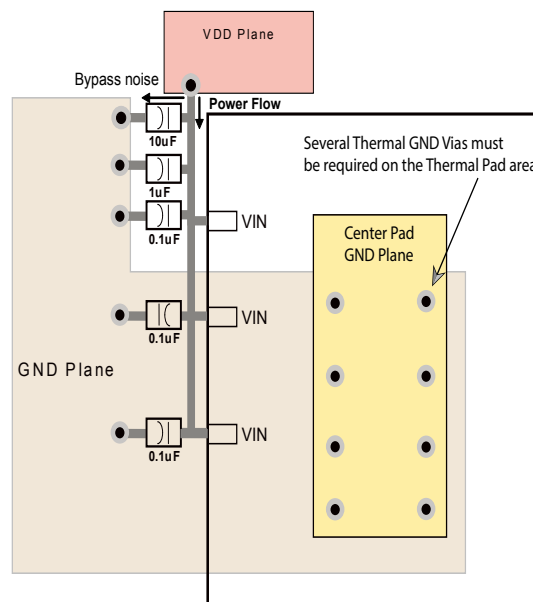 VDD Plane
Bypass noise
Power Flow
10uF
Several Thermal GND Vias must
be required on the Thermal Pad area
1uF
0.1uF
VIN
Center Pad
GND Plane
VIN
0.1uF
GND Plane
VIN
0.1uF